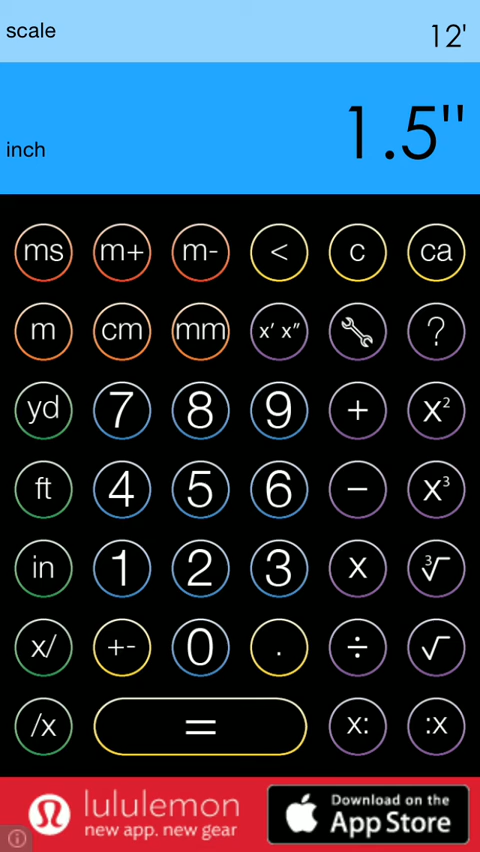 scale
12'
1.5"
inch
ms m+ m- < c ca
m cm mm x' x" ?
yd 7 8 9 + x²
ft 4 5 6 − x³
in 1 2 3 x ³√
x/ +- 0 . ÷ √
/x = x: :x
lululemon
new app. new gear
Download on the
App Store